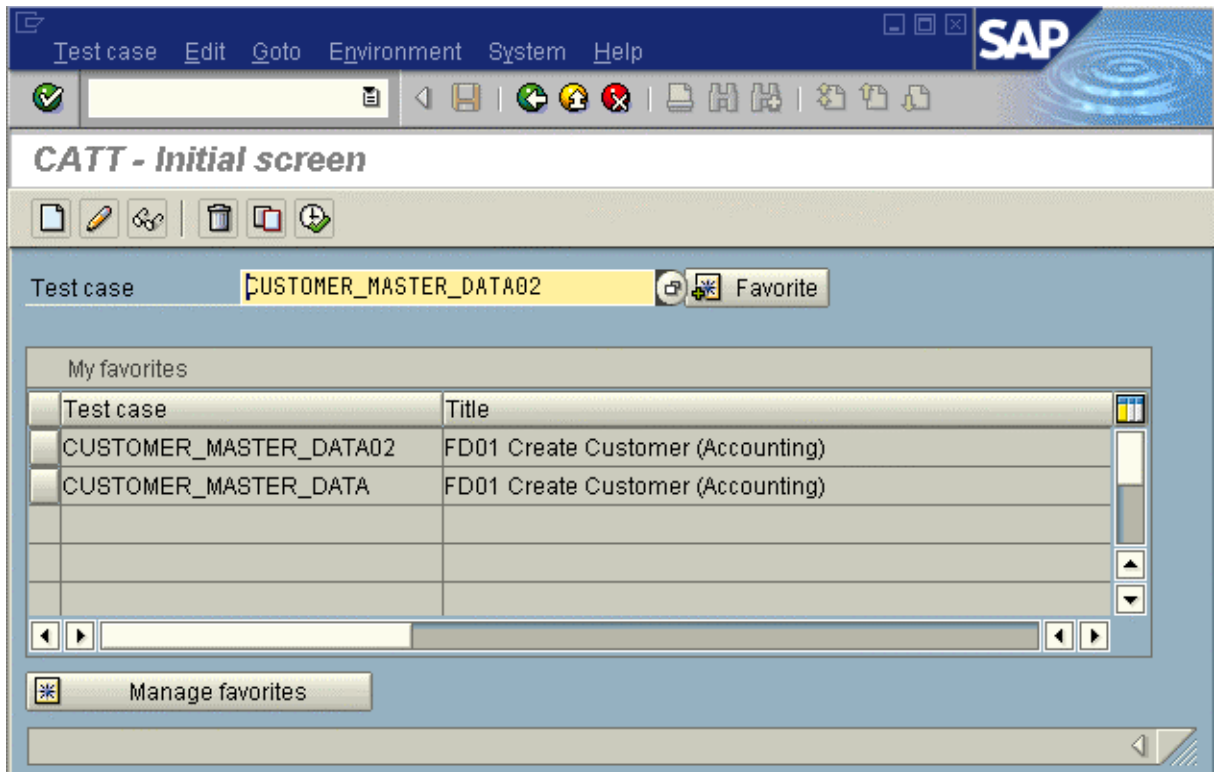 Test case Edit Goto Environment System Help
SAP
CATT - Initial screen
Test case CUSTOMER_MASTER_DATA02 Favorite
My favorites
Test case Title
CUSTOMER_MASTER_DATA02 FD01 Create Customer (Accounting)
CUSTOMER_MASTER_DATA FD01 Create Customer (Accounting)
Manage favorites